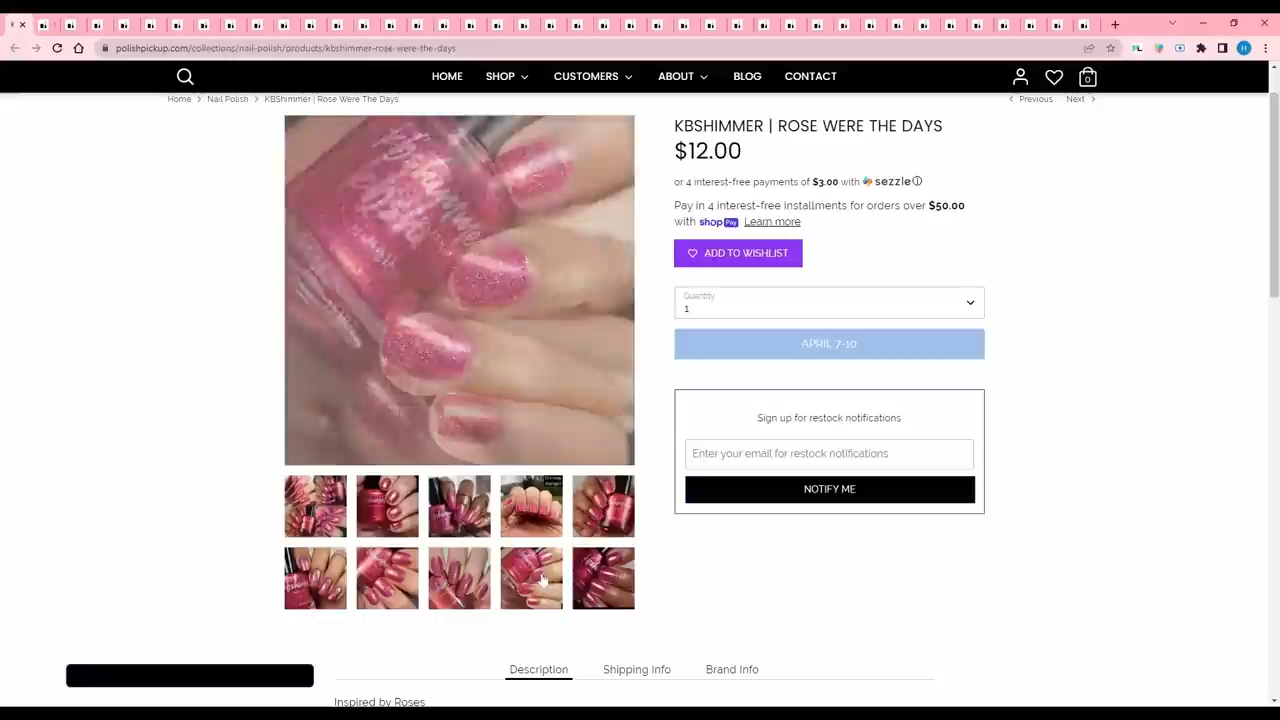 polishpickup.com/collections/nail-polish/products/kbshimmer-rose-were-the-days
HOME SHOP CUSTOMERS ABOUT BLOG CONTACT
0
Home > Nail Polish > KBShimmer | Rose Were The Days
< Previous Next >
KBSHIMMER | ROSE WERE THE DAYS
$12.00
or 4 interest-free payments of $3.00 with sezzle
Pay in 4 interest-free installments for orders over $50.00
with shop Pay Learn more
ADD TO WISHLIST
Quantity
1
APRIL 7-10
Sign up for restock notifications
Enter your email for restock notifications
NOTIFY ME
Description Shipping Info Brand Info
Inspired by Roses